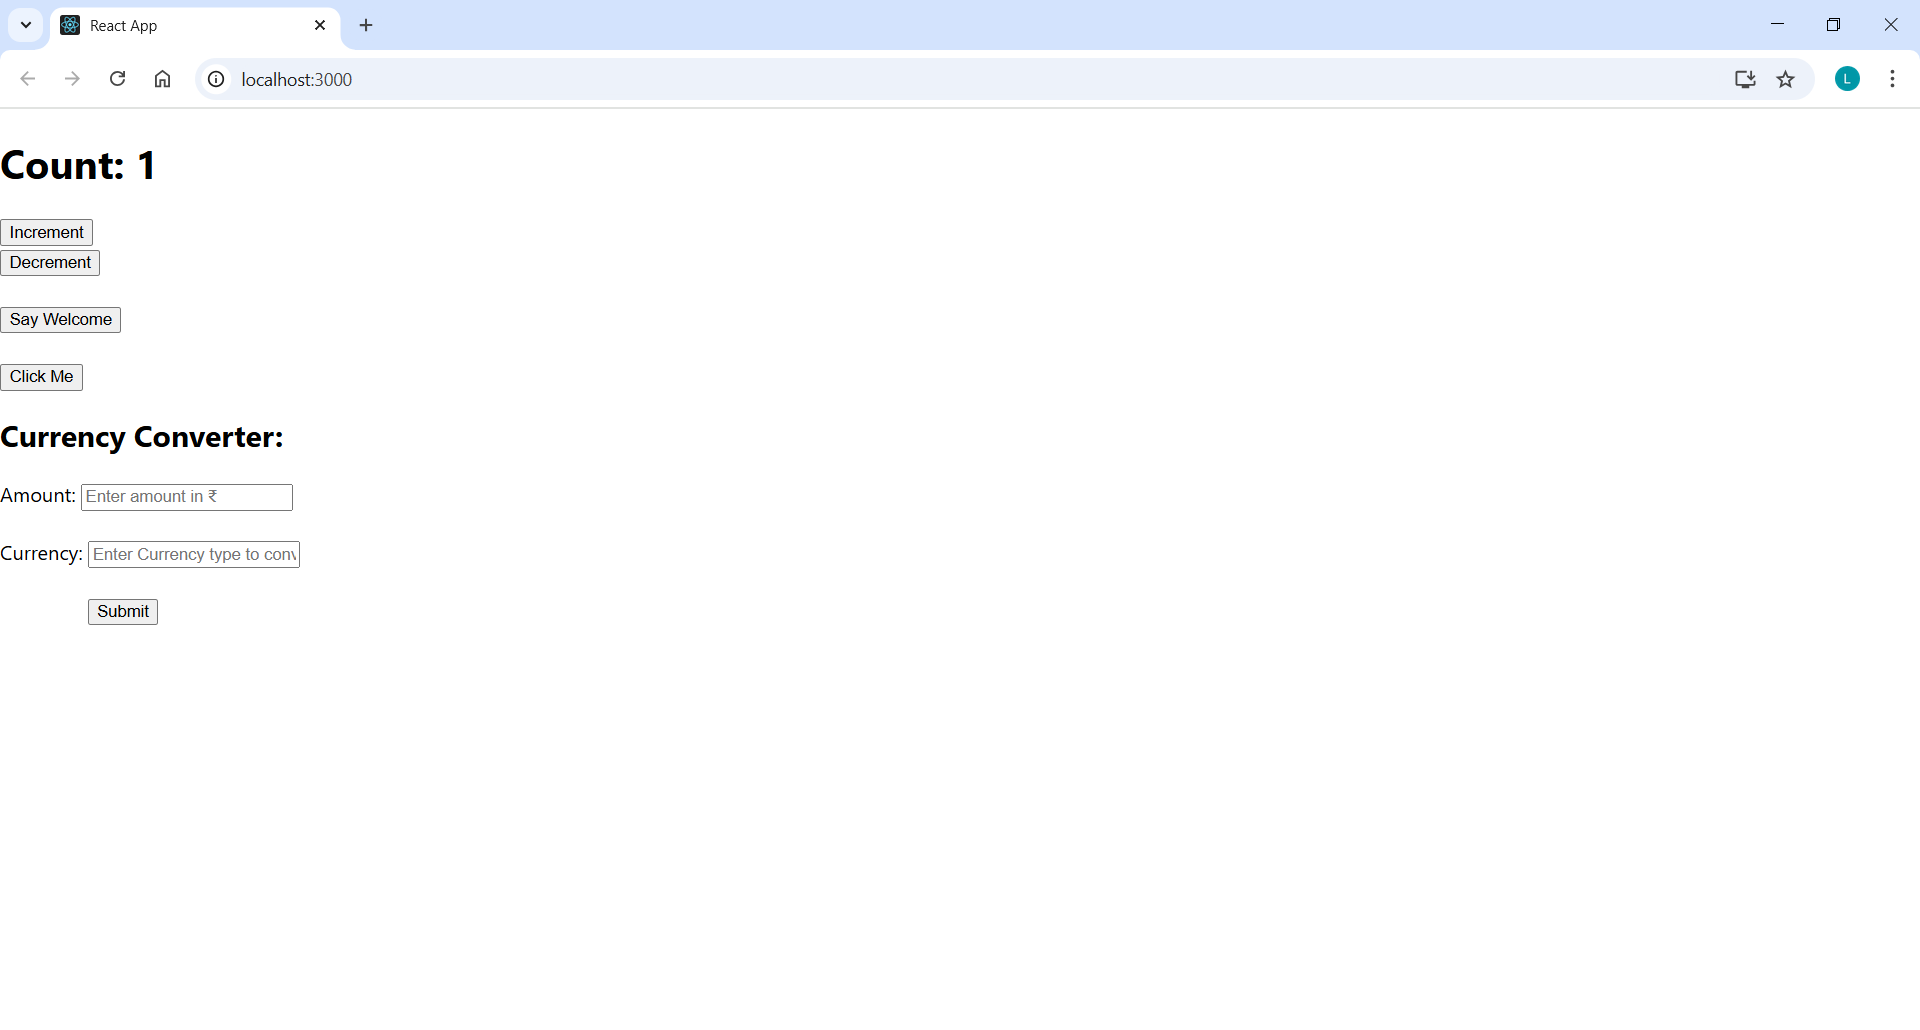 React App
localhost:3000
L
Count: 1
Increment
Decrement
Say Welcome
Click Me
Currency Converter:
Amount: Enter amount in ₹
Currency: Enter Currency type to conv
Submit